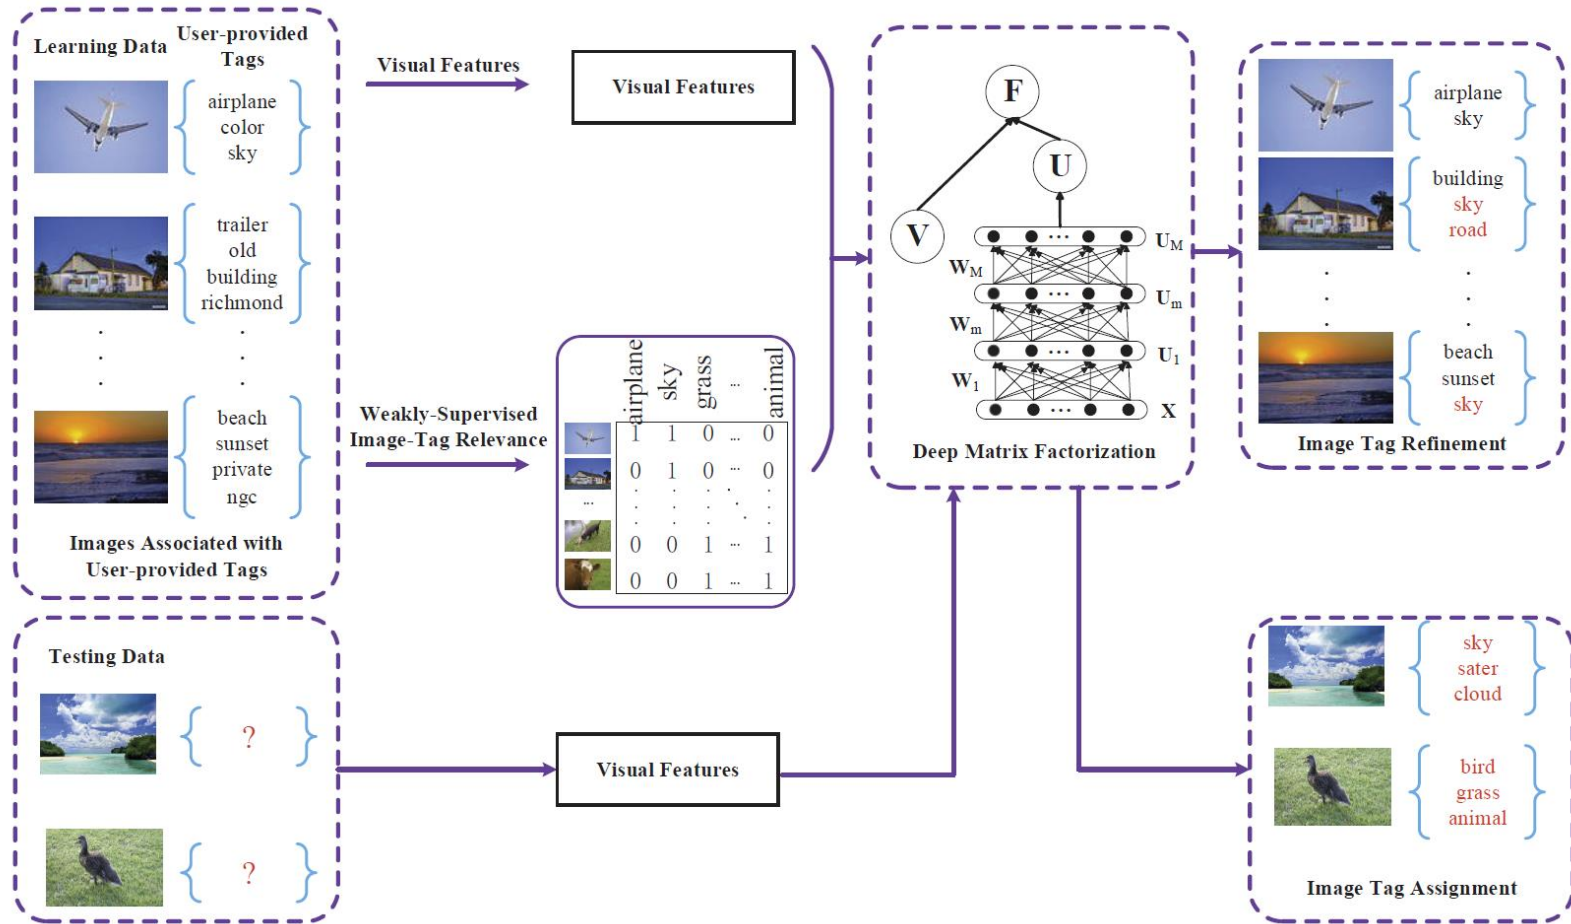 Learning Data
User-provided
Tags
airplane
color
sky
trailer
old
building
richmond
beach
sunset
private
ngc
Images Associated with
User-provided Tags
Visual Features
Visual Features
Weakly-Supervised
Image-Tag Relevance
airplane sky grass ... animal
1 1 0 ... 0
0 1 0 ... 0
...
0 0 1 ... 1
0 0 1 ... 1
F
U
V
U_M
W_M
U_m
W_m
U_1
W_1
X
Deep Matrix Factorization
airplane
sky
building
sky
road
beach
sunset
sky
Image Tag Refinement
Testing Data
?
?
Visual Features
sky
sater
cloud
bird
grass
animal
Image Tag Assignment